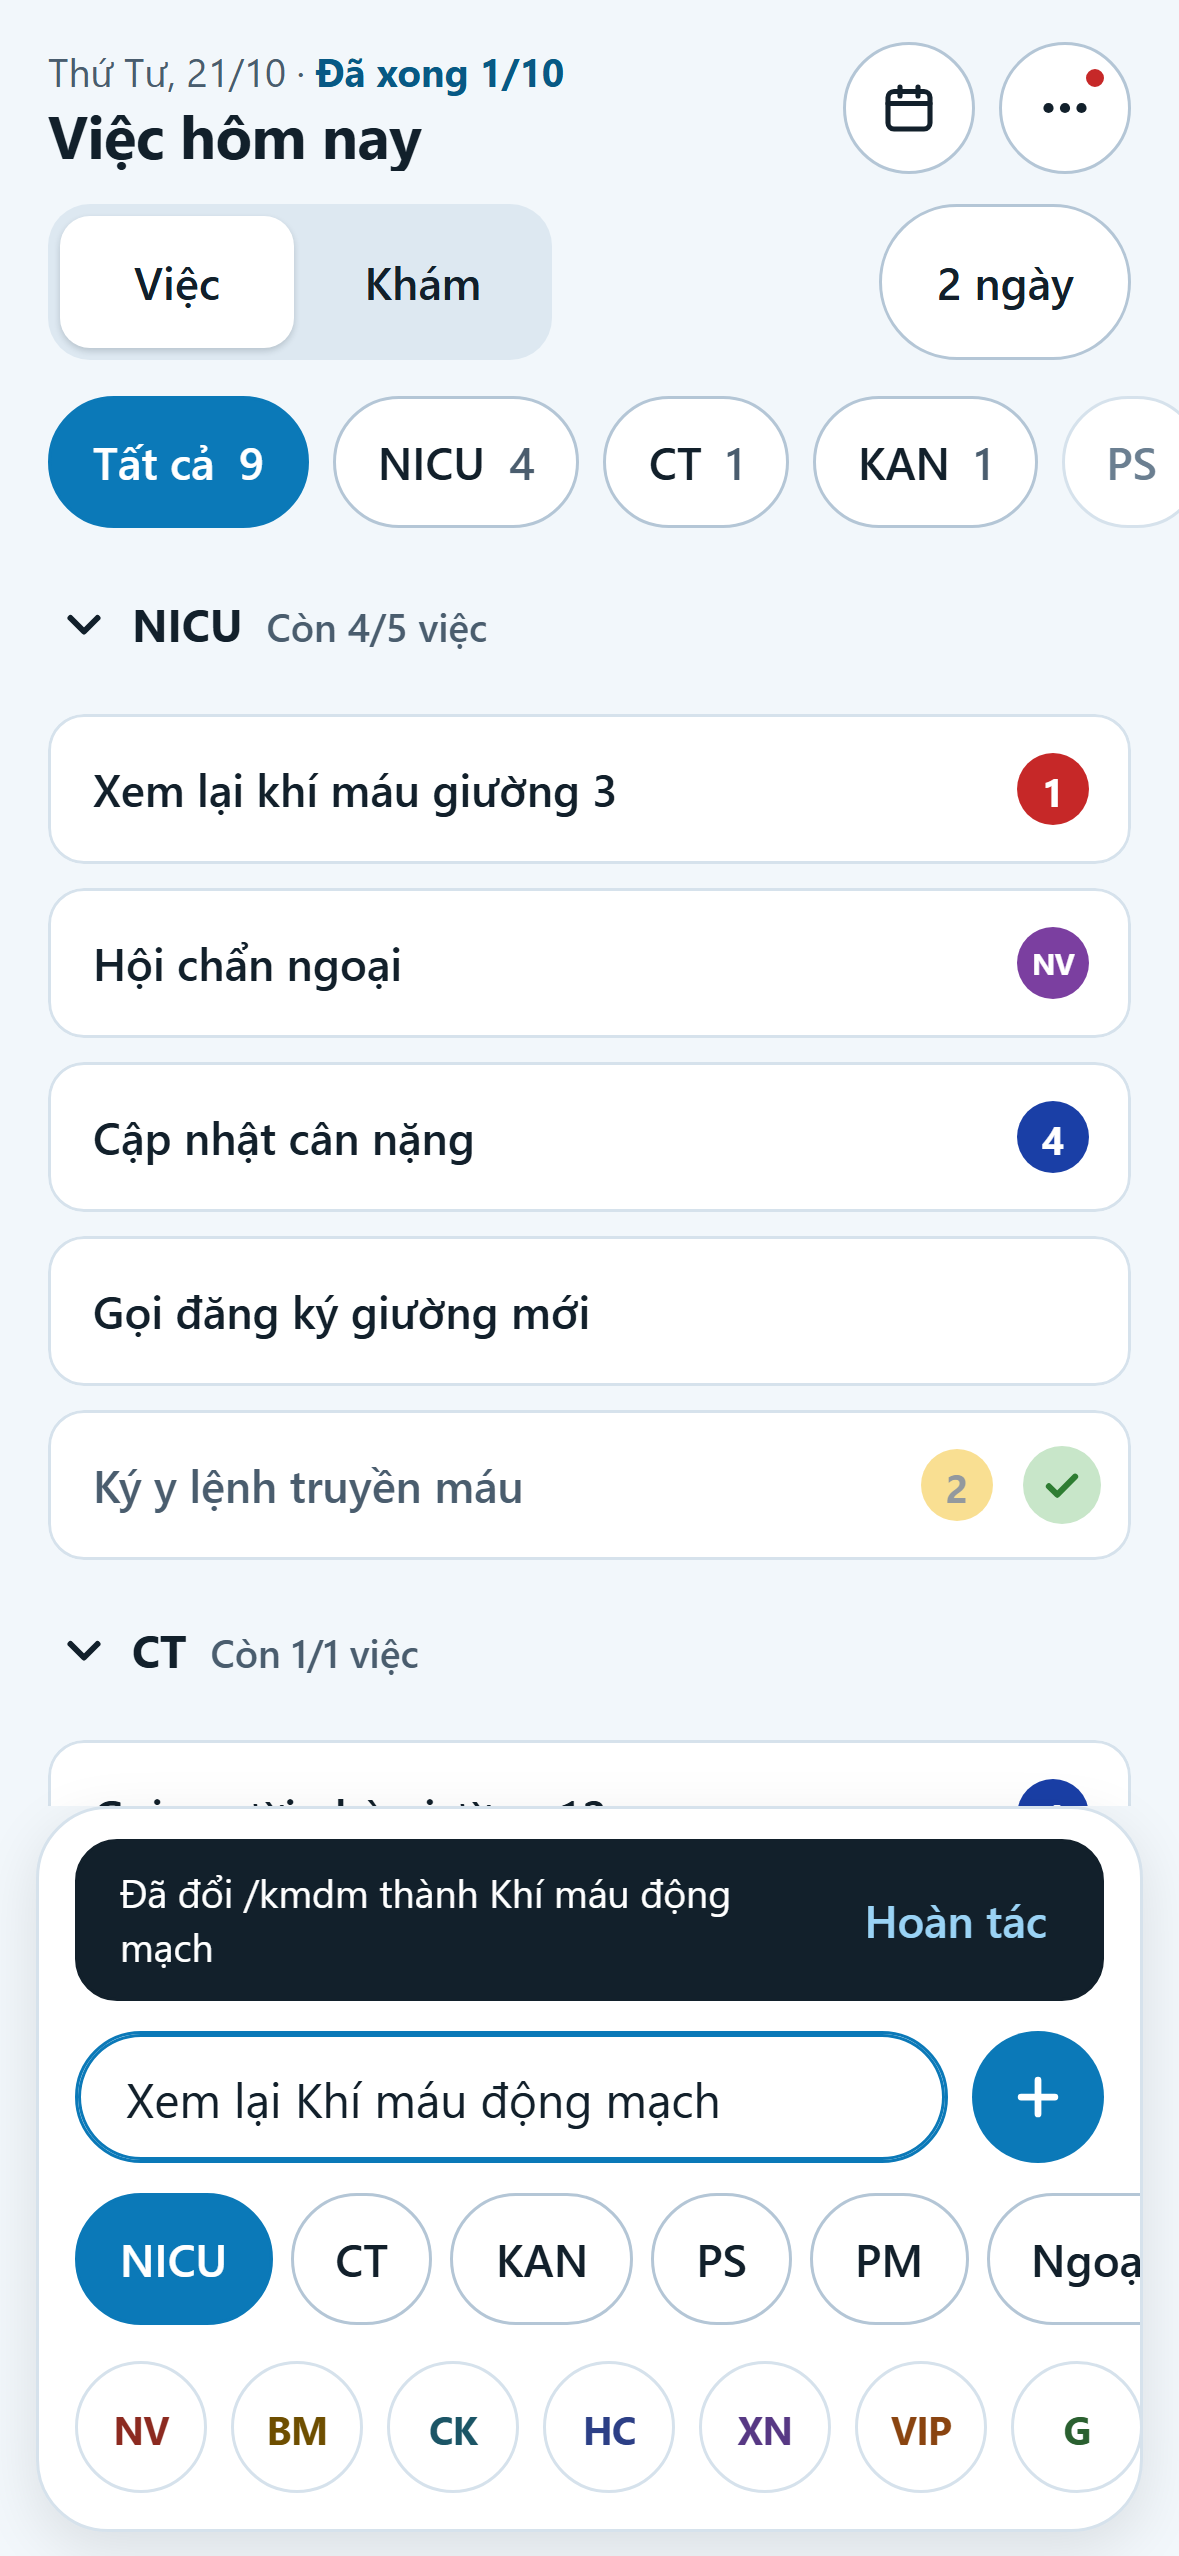 Thứ Tư, 21/10 · Đã xong 1/10
Việc hôm nay
Việc
Khám
2 ngày
Tất cả 9
NICU 4
CT 1
KAN 1
PS
NICU Còn 4/5 việc
Xem lại khí máu giường 3
1
Hội chẩn ngoại
NV
Cập nhật cân nặng
4
Gọi đăng ký giường mới
Ký y lệnh truyền máu
2
CT Còn 1/1 việc
Đã đổi /kmdm thành Khí máu động
mạch
Hoàn tác
Xem lại Khí máu động mạch
NICU
CT
KAN
PS
PM
NV
BM
CK
HC
XN
VIP
G